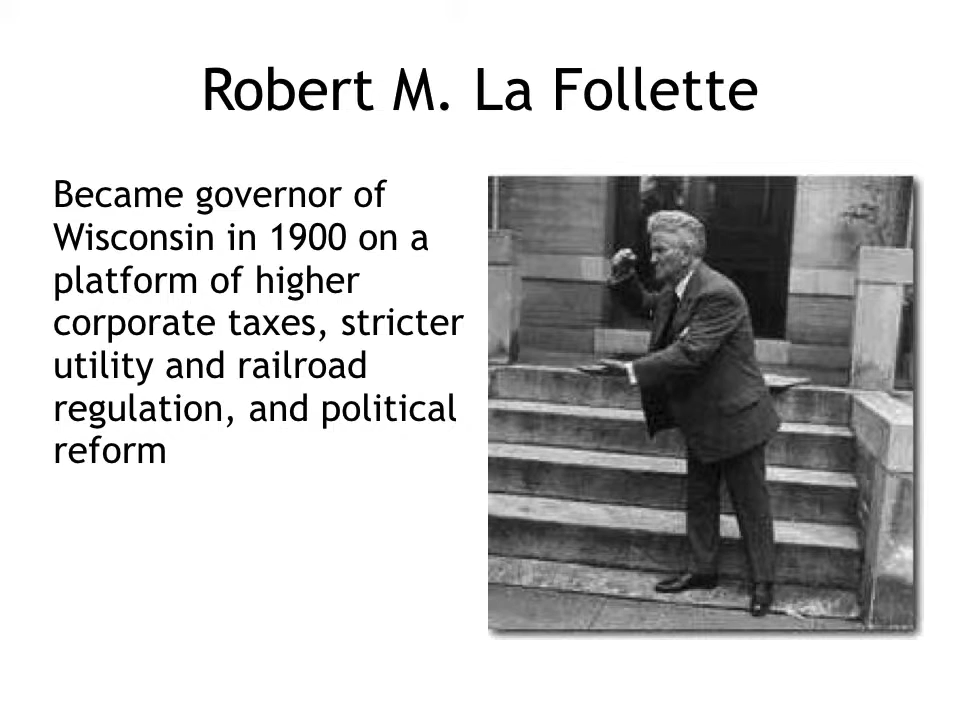 Robert M. La Follette
Became governor of
Wisconsin in 1900 on a
platform of higher
corporate taxes, stricter
utility and railroad
regulation, and political
reform